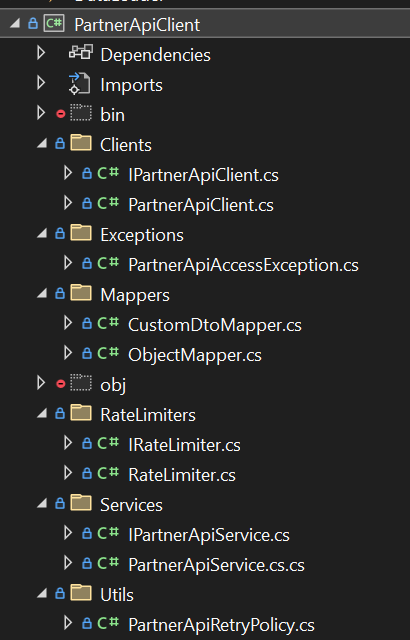 C# PartnerApiClient
Dependencies
Imports
bin
Clients
C# IPartnerApiClient.cs
C# PartnerApiClient.cs
Exceptions
C# PartnerApiAccessException.cs
Mappers
C# CustomDtoMapper.cs
C# ObjectMapper.cs
obj
RateLimiters
C# IRateLimiter.cs
C# RateLimiter.cs
Services
C# IPartnerApiService.cs
C# PartnerApiService.cs.cs
Utils
C# PartnerApiRetryPolicy.cs